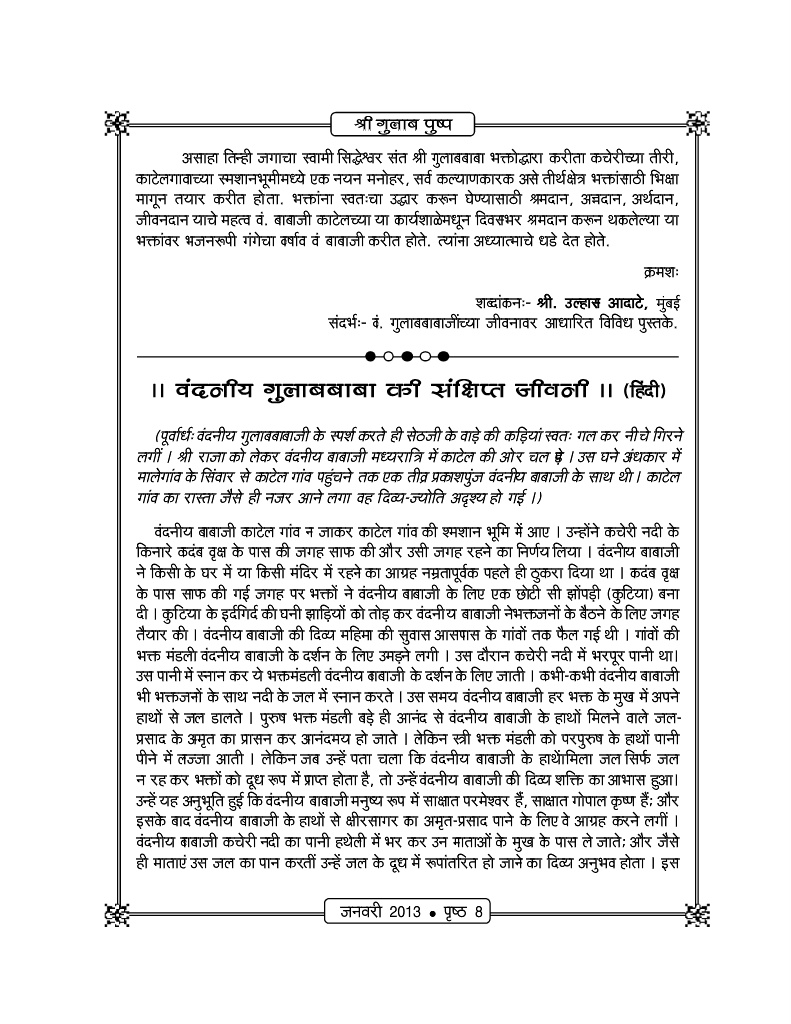 श्री गुलाब पुष्प
असाहा तिन्ही जगाचा स्वामी सिद्धेश्वर संत श्री गुलाबबाबा भक्तोद्धारा करीता कचेरीच्या तीरी,
काटेलगावाच्या स्मशानभूमीमध्ये एक नयन मनोहर, सर्व कल्याणकारक असे तीर्थक्षेत्र भक्तांसाठी भिक्षा
मागून तयार करीत होता. भक्तांना स्वतःचा उद्धार करून घेण्यासाठी श्रमदान, अन्नदान, अर्थदान,
जीवनदान याचे महत्व वं. बाबाजी काटेलच्या या कार्यशाळेमधून दिवसभर श्रमदान करून थकलेल्या या
भक्तांवर भजनरूपी गंगेचा वर्षाव वं बाबाजी करीत होते. त्यांना अध्यात्माचे धडे देत होते.
क्रमशः
शब्दांकनः- श्री. उल्हास आदाटे, मुंबई
संदर्भः- वं. गुलाबबाबाजींच्या जीवनावर आधारित विविध पुस्तके.
।। वंदनीय गुलाबबाबा की संक्षिप्त जीवनी ।। (हिंदी)
(पूर्वार्धः वंदनीय गुलाबबाबाजी के स्पर्श करते ही सेठजी के वाड़े की कड़ियां स्वतः गल कर नीचे गिरने
लगीं । श्री राजा को लेकर वंदनीय बाबाजी मध्यरात्रि में काटेल की ओर चल पड़े । उस घने अंधकार में
मालेगांव के सिंवार से काटेल गांव पहुंचने तक एक तीव्र प्रकाशपुंज वंदनीय बाबाजी के साथ थी । काटेल
गांव का रास्ता जैसे ही नजर आने लगा वह दिव्य-ज्योति अदृश्य हो गई ।)
वंदनीय बाबाजी काटेल गांव न जाकर काटेल गांव की श्मशान भूमि में आए । उन्होंने कचेरी नदी के
किनारे कदंब वृक्ष के पास की जगह साफ की और उसी जगह रहने का निर्णय लिया । वंदनीय बाबाजी
ने किसी के घर में या किसी मंदिर में रहने का आग्रह नम्रतापूर्वक पहले ही ठुकरा दिया था । कदंब वृक्ष
के पास साफ की गई जगह पर भक्तों ने वंदनीय बाबाजी के लिए एक छोटी सी झोंपड़ी (कुटिया) बना
दी । कुटिया के इर्दगिर्द की घनी झाड़ियों को तोड़ कर वंदनीय बाबाजी नेभक्तजनों के बैठने के लिए जगह
तैयार की । वंदनीय बाबाजी की दिव्य महिमा की सुवास आसपास के गांवों तक फैल गई थी । गांवों की
भक्त मंडली वंदनीय बाबाजी के दर्शन के लिए उमड़ने लगी । उस दौरान कचेरी नदी में भरपूर पानी था।
उस पानी में स्नान कर ये भक्तमंडली वंदनीय बाबाजी के दर्शन के लिए जाती । कभी-कभी वंदनीय बाबाजी
भी भक्तजनों के साथ नदी के जल में स्नान करते । उस समय वंदनीय बाबाजी हर भक्त के मुख में अपने
हाथों से जल डालते । पुरुष भक्त मंडली बड़े ही आनंद से वंदनीय बाबाजी के हाथों मिलने वाले जल-
प्रसाद के अमृत का प्रासन कर आनंदमय हो जाते । लेकिन स्त्री भक्त मंडली को परपुरुष के हाथों पानी
पीने में लज्जा आती । लेकिन जब उन्हें पता चला कि वंदनीय बाबाजी के हाथोंमिला जल सिर्फ जल
न रह कर भक्तों को दूध रूप में प्राप्त होता है, तो उन्हें वंदनीय बाबाजी की दिव्य शक्ति का आभास हुआ।
उन्हें यह अनुभूति हुई कि वंदनीय बाबाजी मनुष्य रूप में साक्षात परमेश्वर हैं, साक्षात गोपाल कृष्ण हैं; और
इसके बाद वंदनीय बाबाजी के हाथों से क्षीरसागर का अमृत-प्रसाद पाने के लिए वे आग्रह करने लगीं ।
वंदनीय बाबाजी कचेरी नदी का पानी हथेली में भर कर उन माताओं के मुख के पास ले जाते; और जैसे
ही माताएं उस जल का पान करतीं उन्हें जल के दूध में रूपांतरित हो जाने का दिव्य अनुभव होता । इस
जनवरी 2013 ● पृष्ठ 8